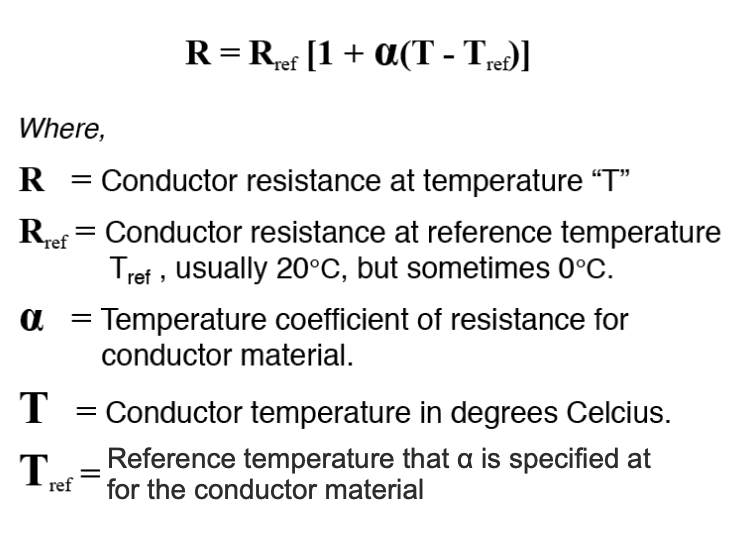 R = Rref [1 + α(T - Tref)]
Where,
R = Conductor resistance at temperature “T”
Rref = Conductor resistance at reference temperature
Tref , usually 20°C, but sometimes 0°C.
α = Temperature coefficient of resistance for
conductor material.
T = Conductor temperature in degrees Celcius.
Tref = Reference temperature that α is specified at
for the conductor material